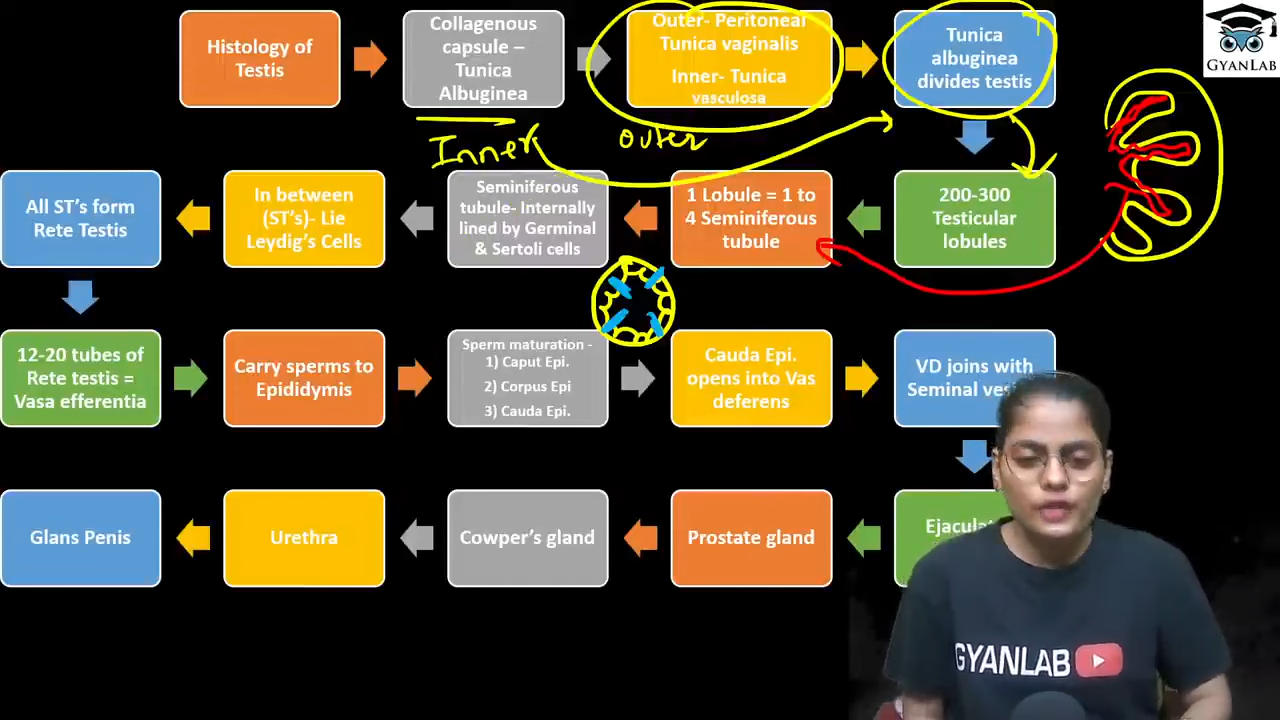 Histology of
Testis
Collagenous
capsule –
Tunica
Albuginea
Outer- Peritoneal
Tunica vaginalis
Inner- Tunica
vasculosa
Tunica
albuginea
divides testis
GYANLAB
Inner
outer
All ST's form
Rete Testis
In between
(ST's)- Lie
Leydig's Cells
Seminiferous
tubule- Internally
lined by Germinal
& Sertoli cells
1 Lobule = 1 to
4 Seminiferous
tubule
200-300
Testicular
lobules
12-20 tubes of
Rete testis =
Vasa efferentia
Carry sperms to
Epididymis
Sperm maturation -
1) Caput Epi.
2) Corpus Epi
3) Cauda Epi.
Cauda Epi.
opens into Vas
deferens
VD joins with
Seminal
Glans Penis
Urethra
Cowper's gland
Prostate gland
GYANLAB